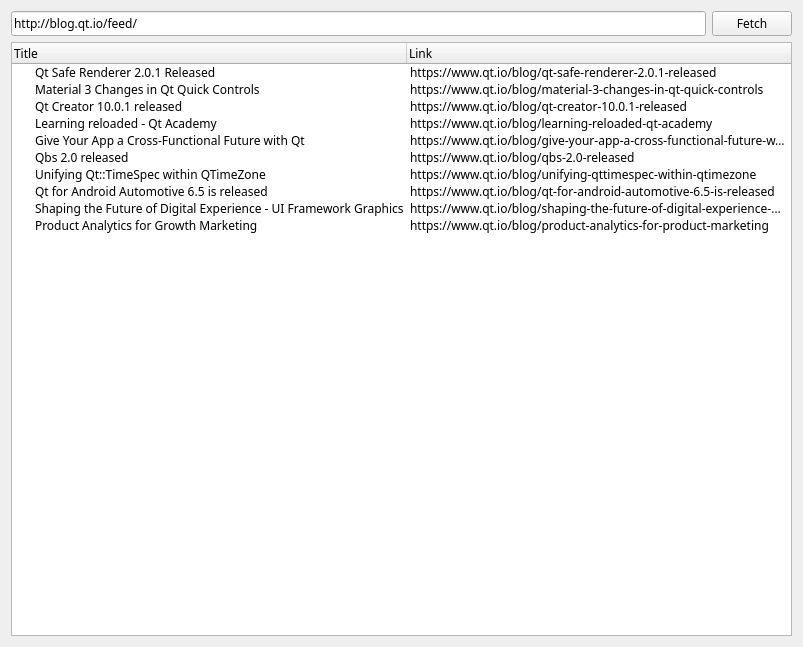 http://blog.qt.io/feed/ Fetch
Title Link
Qt Safe Renderer 2.0.1 Released https://www.qt.io/blog/qt-safe-renderer-2.0.1-released
Material 3 Changes in Qt Quick Controls https://www.qt.io/blog/material-3-changes-in-qt-quick-controls
Qt Creator 10.0.1 released https://www.qt.io/blog/qt-creator-10.0.1-released
Learning reloaded - Qt Academy https://www.qt.io/blog/learning-reloaded-qt-academy
Give Your App a Cross-Functional Future with Qt https://www.qt.io/blog/give-your-app-a-cross-functional-future-w...
Qbs 2.0 released https://www.qt.io/blog/qbs-2.0-released
Unifying Qt::TimeSpec within QTimeZone https://www.qt.io/blog/unifying-qttimespec-within-qtimezone
Qt for Android Automotive 6.5 is released https://www.qt.io/blog/qt-for-android-automotive-6.5-is-released
Shaping the Future of Digital Experience - UI Framework Graphics https://www.qt.io/blog/shaping-the-future-of-digital-experience-...
Product Analytics for Growth Marketing https://www.qt.io/blog/product-analytics-for-product-marketing